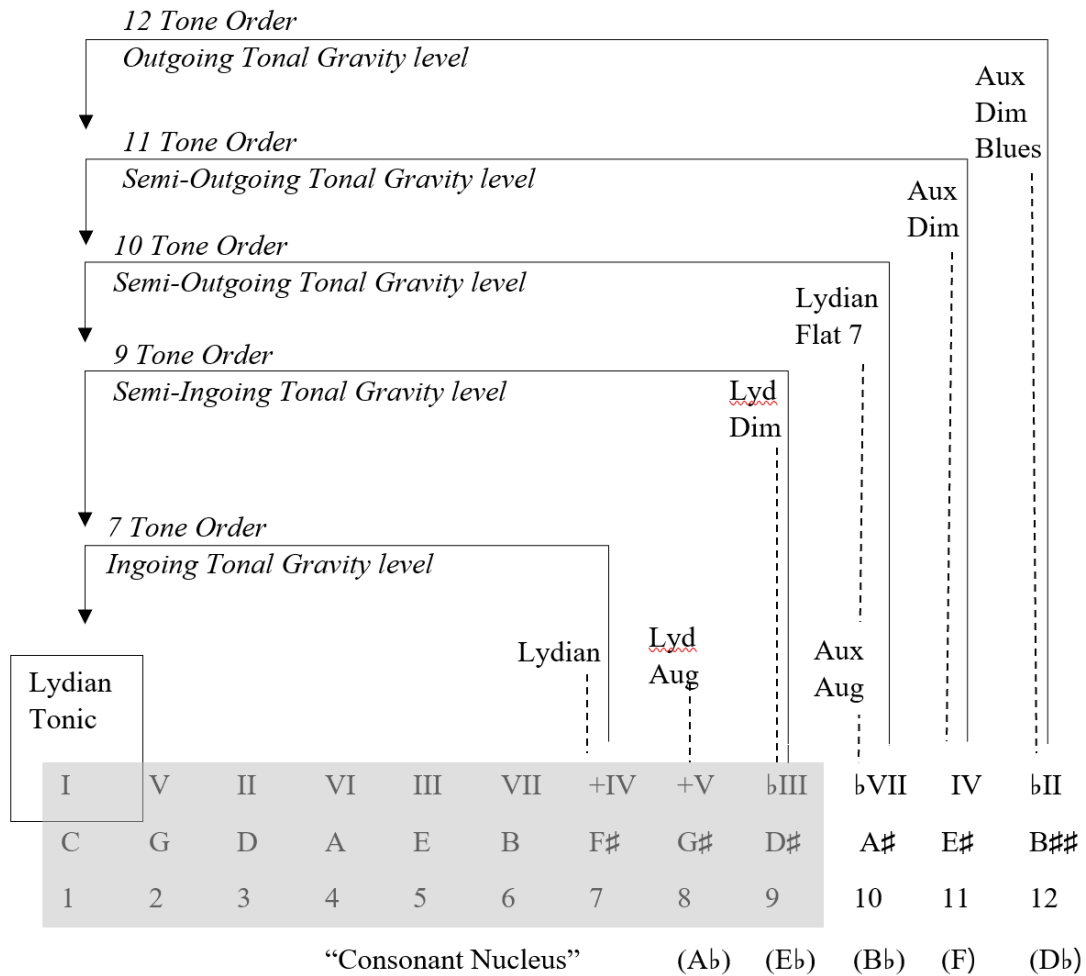 12 Tone Order
Outgoing Tonal Gravity level
Aux
Dim
Blues
11 Tone Order
Semi-Outgoing Tonal Gravity level
Aux
Dim
10 Tone Order
Semi-Outgoing Tonal Gravity level
Lydian
Flat 7
9 Tone Order
Semi-Ingoing Tonal Gravity level
Lyd
Dim
7 Tone Order
Ingoing Tonal Gravity level
Lydian
Lyd
Aug
Aux
Aug
Lydian
Tonic
I V II VI III VII +IV +V ♭III ♭VII IV ♭II
C G D A E B F♯ G♯ D♯ A♯ E♯ B♯♯
1 2 3 4 5 6 7 8 9 10 11 12
“Consonant Nucleus” (A♭) (E♭) (B♭) (F) (D♭)